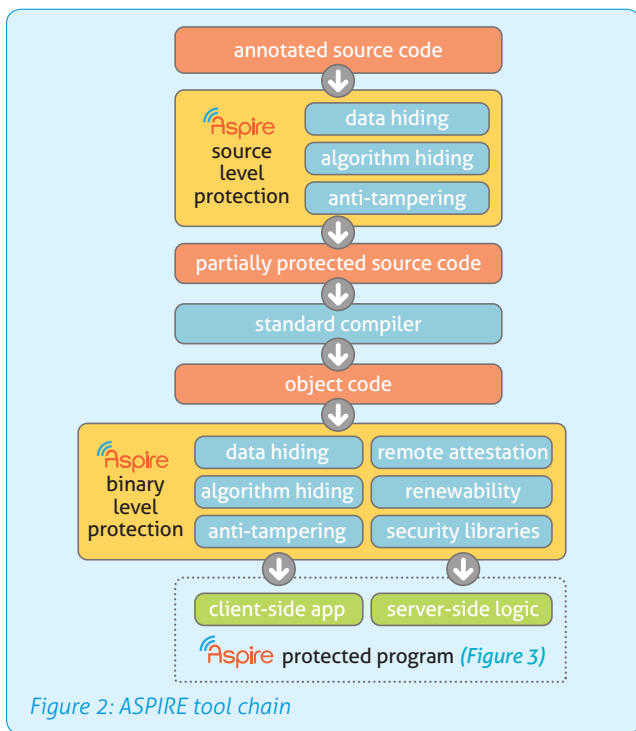 annotated source code
Aspire
source
level
protection
data hiding
algorithm hiding
anti-tampering
partially protected source code
standard compiler
object code
Aspire
binary
level
protection
data hiding
remote attestation
algorithm hiding
renewability
anti-tampering
security libraries
client-side app
server-side logic
Aspire protected program (Figure 3)
Figure 2: ASPIRE tool chain